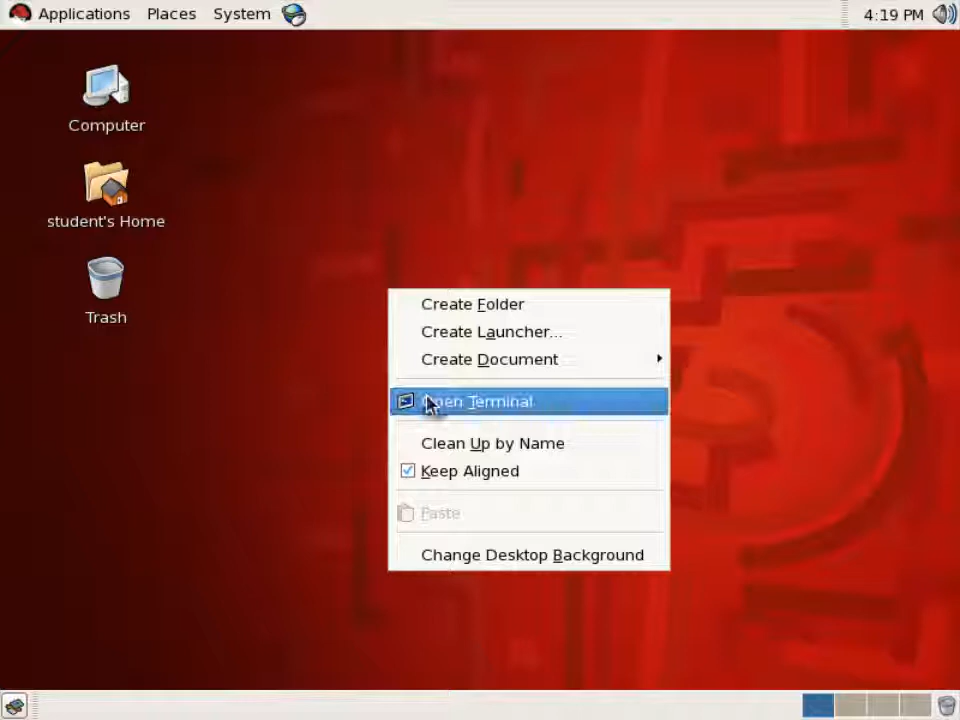 Applications Places System
4:19 PM
Computer
student's Home
Trash
Create Folder
Create Launcher...
Create Document
Open Terminal
Clean Up by Name
Keep Aligned
Paste
Change Desktop Background